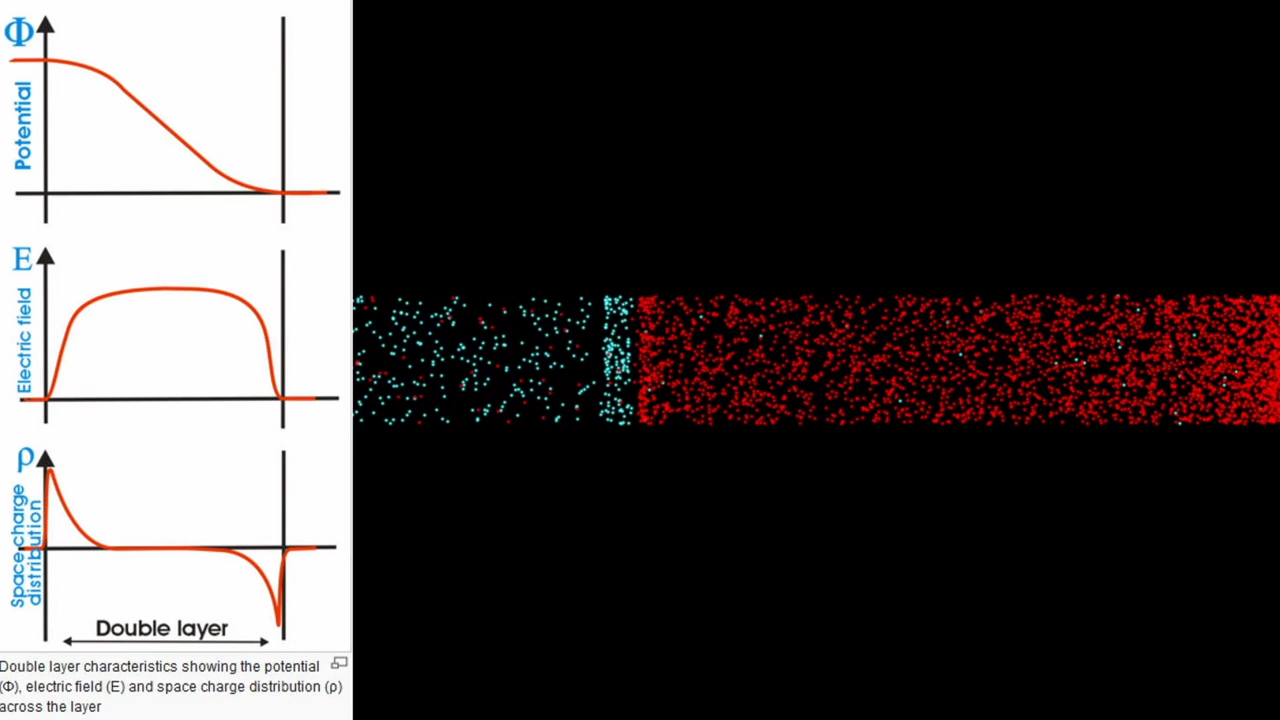 Φ
Potential
E
Electric field
ρ
Space charge
distribution
Double layer
Double layer characteristics showing the potential
(Φ), electric field (E) and space charge distribution (ρ)
across the layer